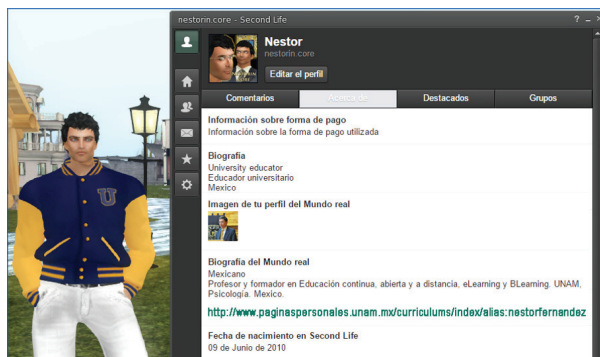 nestorin.core - Second Life
? – ×
Nestor
nestorin.core
Editar el perfil
Comentarios
Acerca de
Destacados
Grupos
Información sobre forma de pago
Información sobre la forma de pago utilizada
Biografía
University educator
Educador universitario
Mexico
Imagen de tu perfil del Mundo real
Biografía del Mundo real
Mexicano
Profesor y formador en Educación continua, abierta y a distancia, eLearning y BLearning. UNAM,
Psicología. Mexico.
http://www.paginaspersonales.unam.mx/curriculums/index/alias:nestorfernandez
Fecha de nacimiento en Second Life
09 de Junio de 2010
U